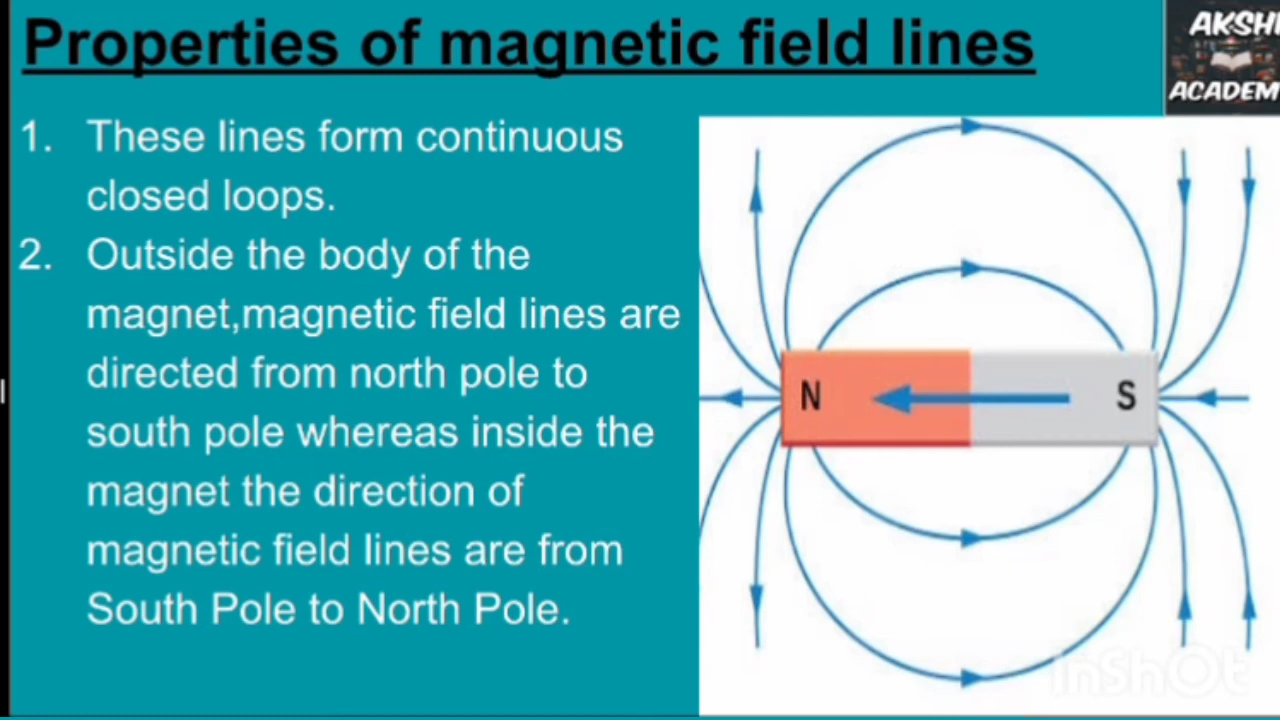 Properties of magnetic field lines
AKSHI
ACADEM
1. These lines form continuous
closed loops.
2. Outside the body of the
magnet,magnetic field lines are
directed from north pole to
south pole whereas inside the
magnet the direction of
magnetic field lines are from
South Pole to North Pole.
N
S
InShOt